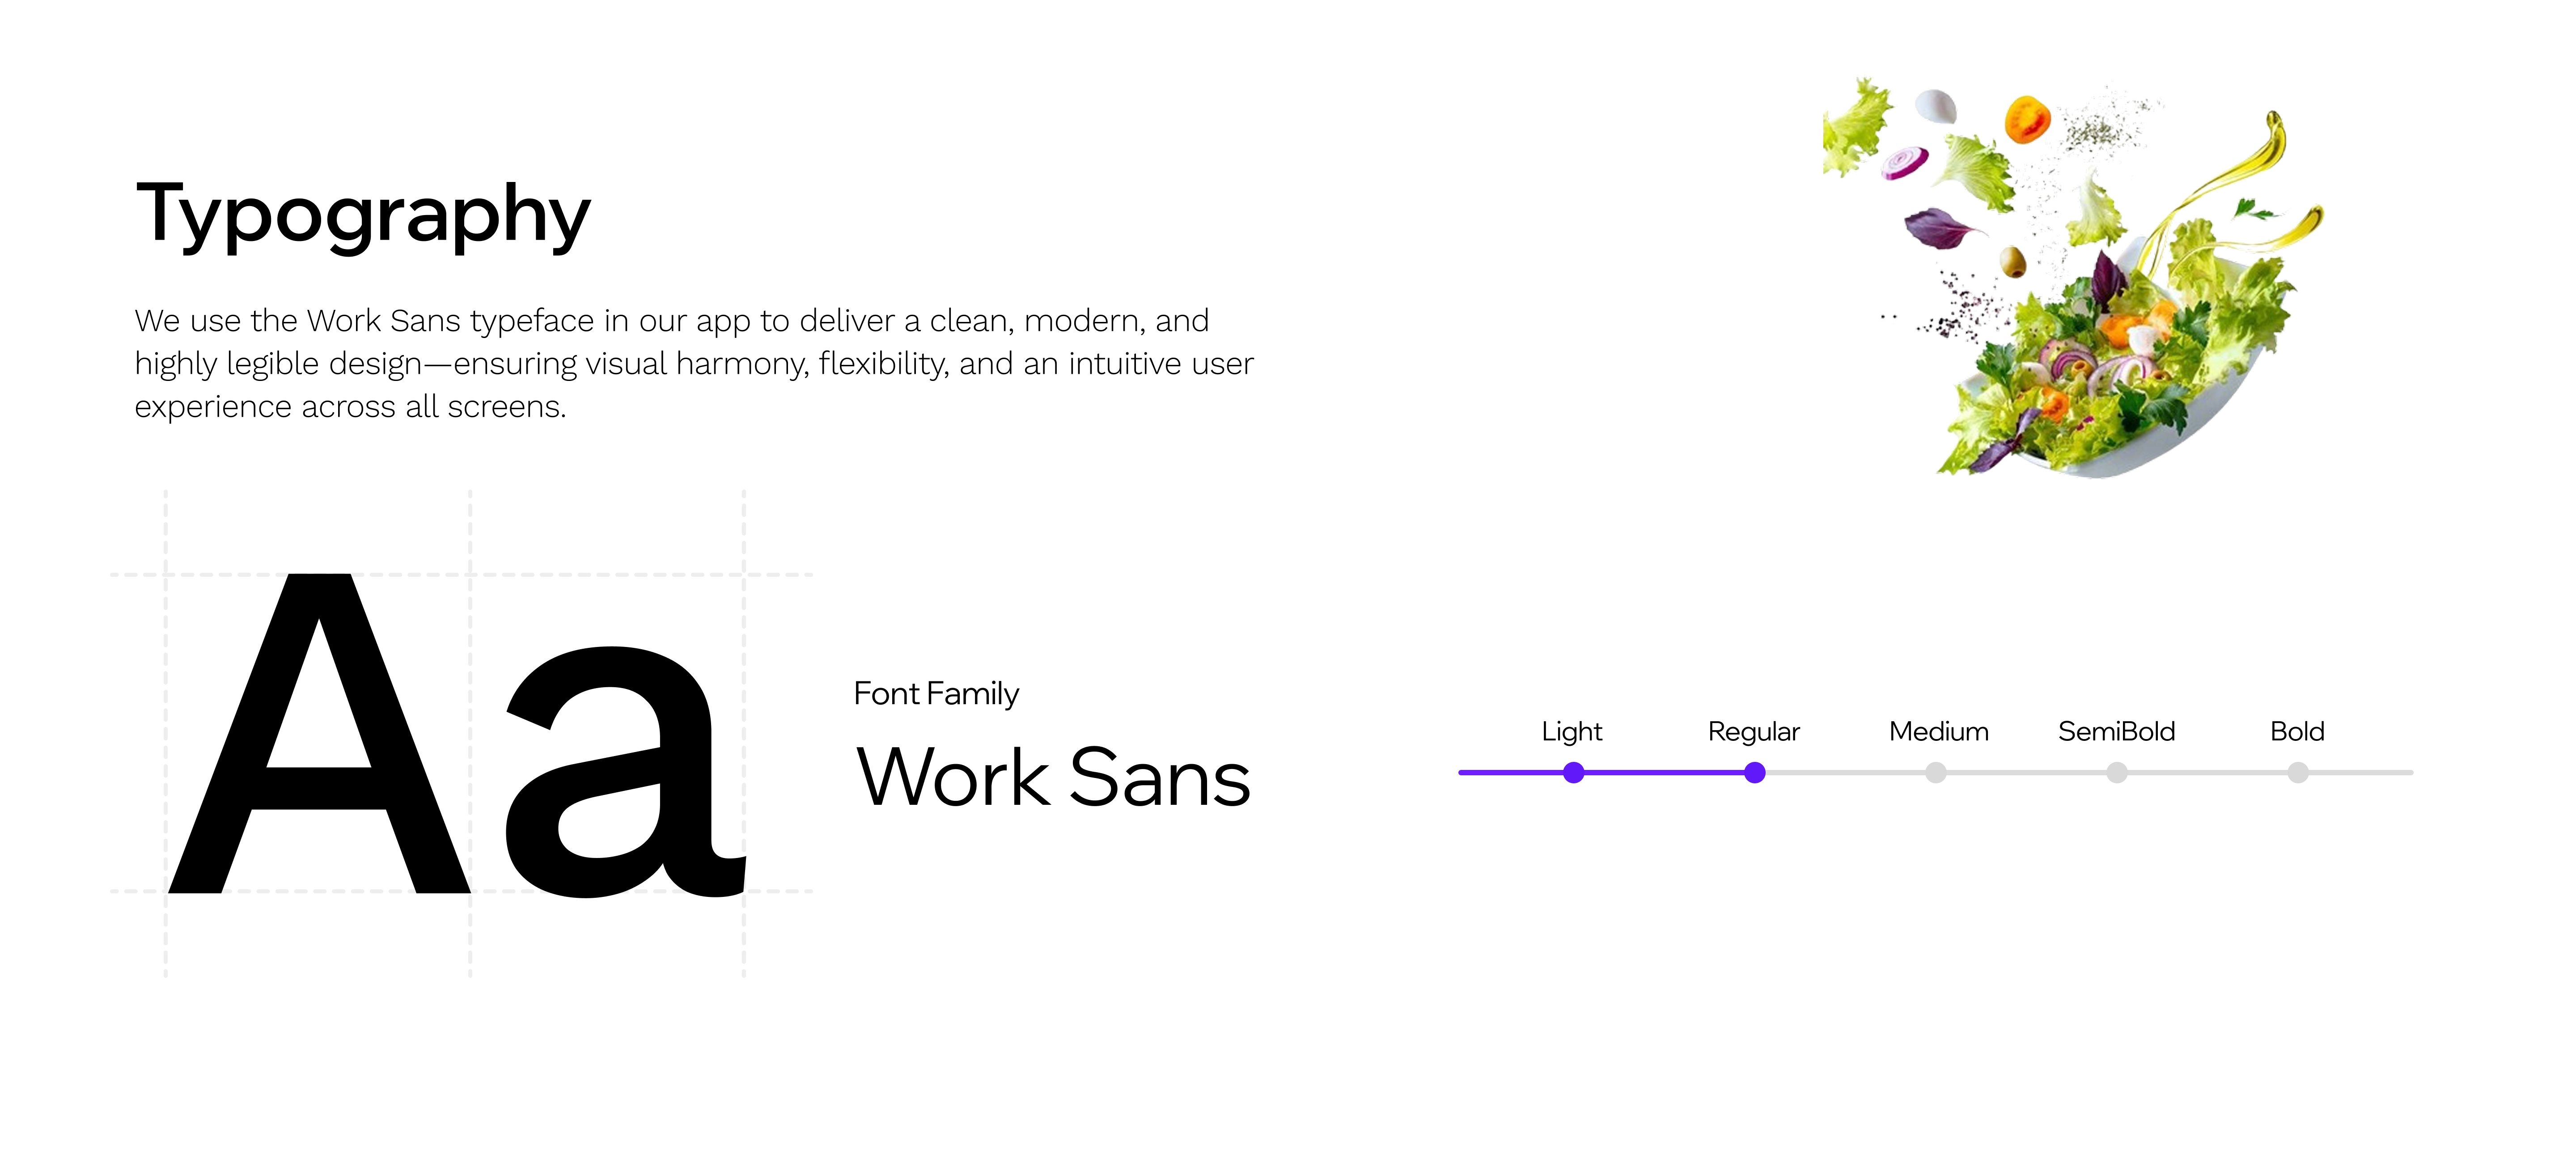 Typography
We use the Work Sans typeface in our app to deliver a clean, modern, and
highly legible design—ensuring visual harmony, flexibility, and an intuitive user
experience across all screens.
Aa
Font Family
Work Sans
Light Regular Medium SemiBold Bold